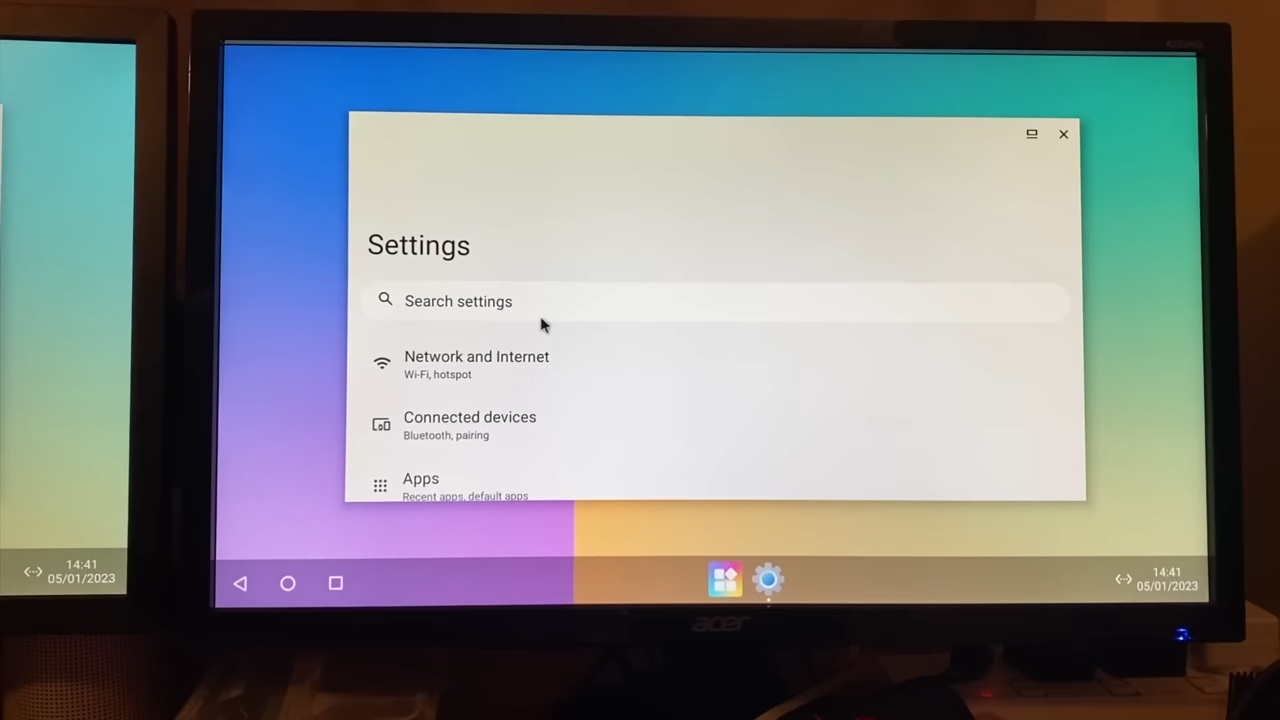 Settings
Search settings
Network and Internet
Wi-Fi, hotspot
Connected devices
Bluetooth, pairing
Apps
Recent apps, default apps
14:41
05/01/2023
14:41
05/01/2023
acer